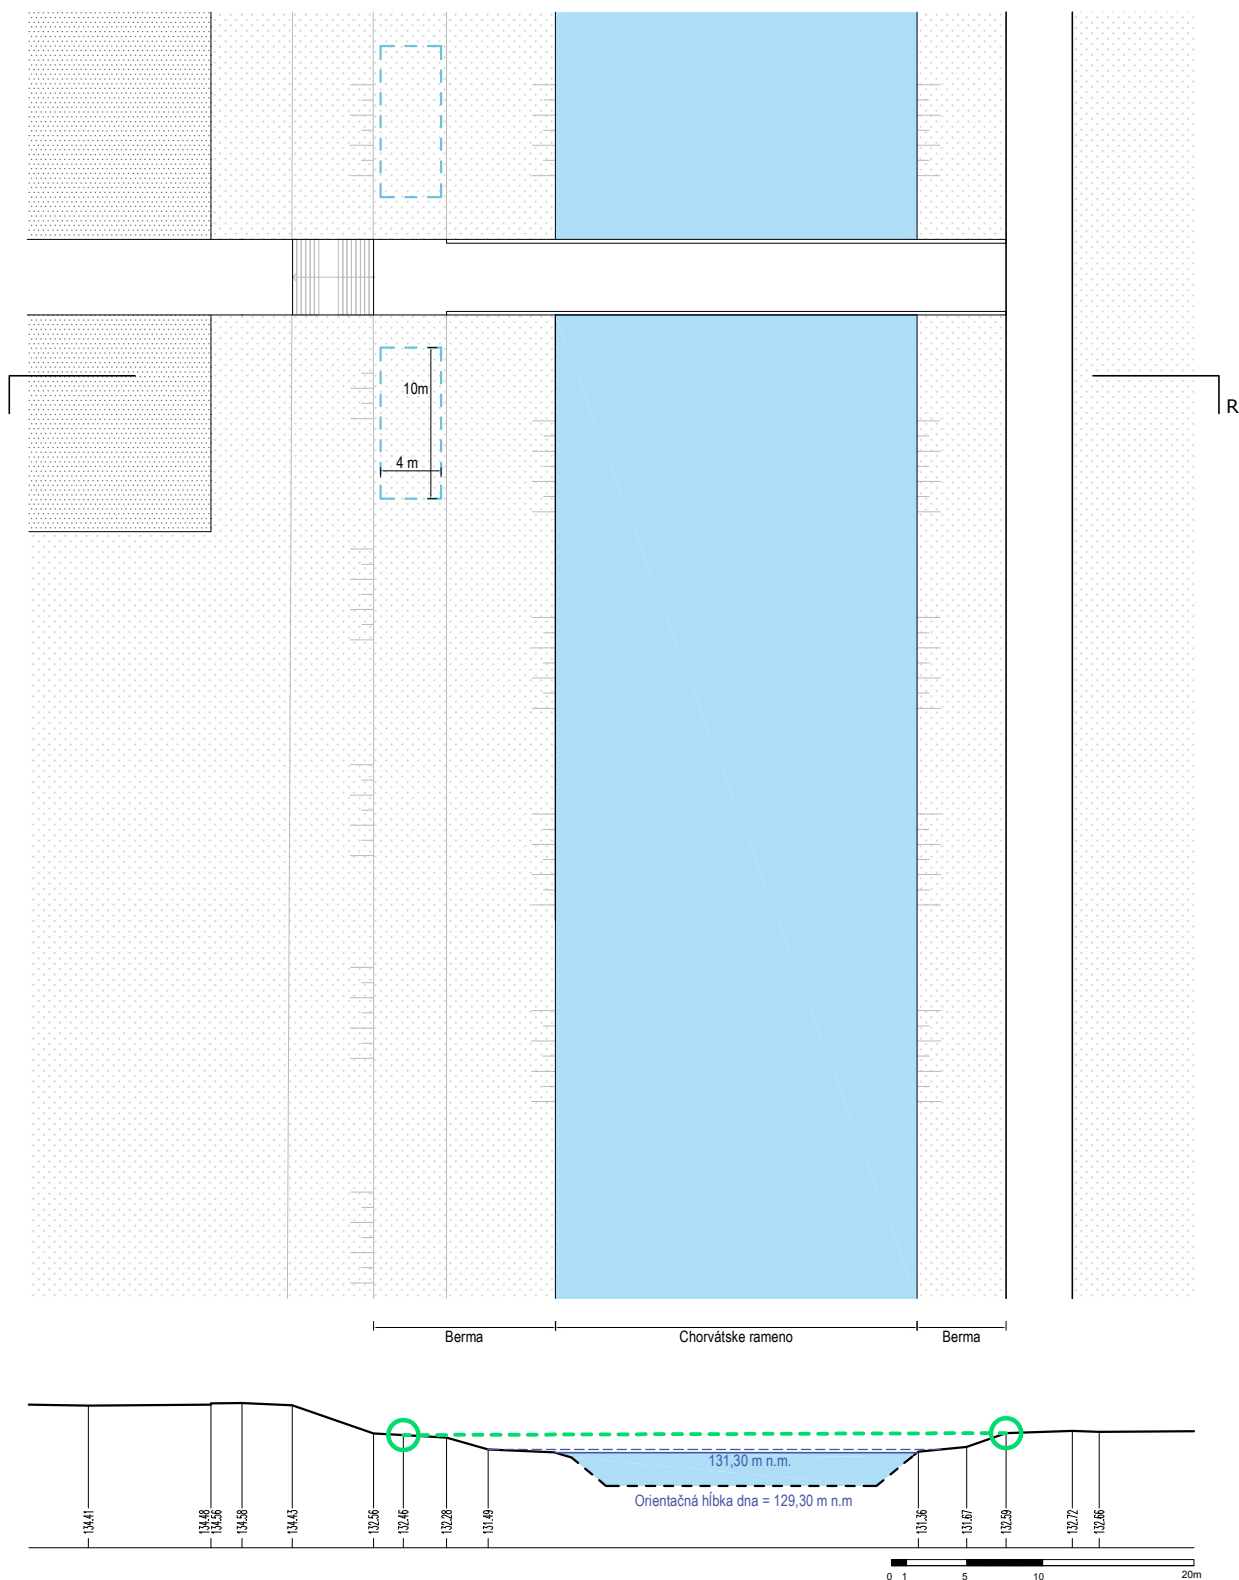 10m
4 m
R
Berma
Chorvátske rameno
Berma
131,30 m n.m.
Orientačná hĺbka dna = 129,30 m n.m
134.41
134.48
134.56
134.58
134.43
132.56
132.46
132.28
131.49
131.36
131.67
132.59
132.72
132.66
0 1 5 10 20m